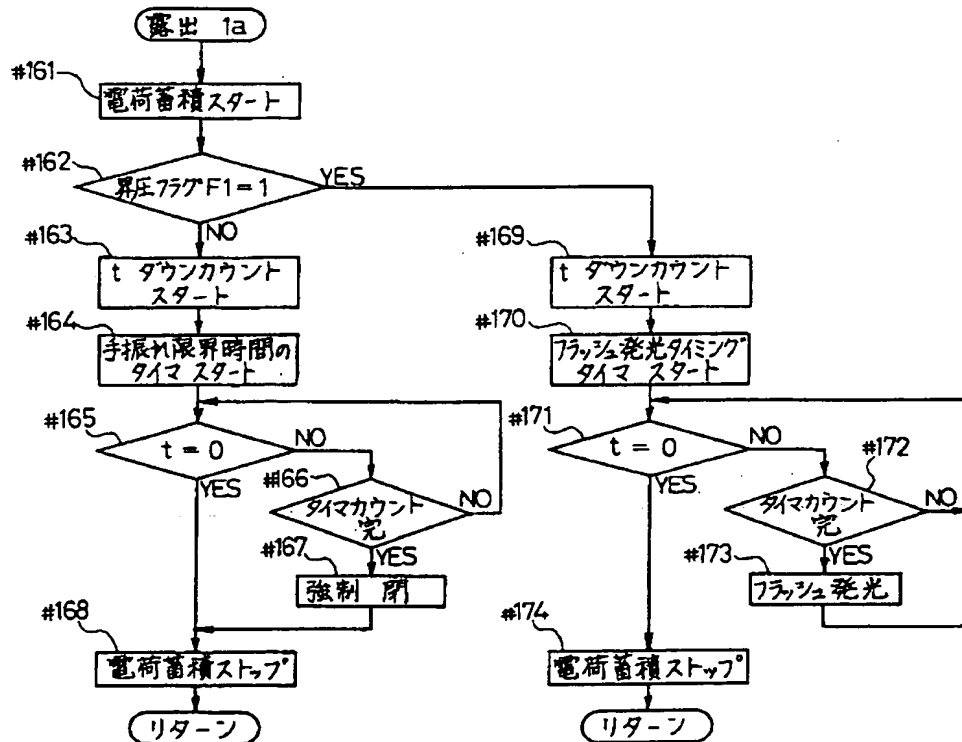 露出 1a
#161
電荷蓄積スタート
#162
昇圧フラグF1=1
YES
NO
#163
t ダウンカウント
スタート
#164
手振れ限界時間の
タイマ スタート
#165
t = 0
NO
YES
#166
タイマカウント
完
NO
YES
#167
強制 閉
#168
電荷蓄積ストップ
リターン
#169
t ダウンカウント
スタート
#170
フラッシュ発光タイミング
タイマ スタート
#171
t = 0
NO
YES
#172
タイマカウント
完
NO
YES
#173
フラッシュ発光
#174
電荷蓄積ストップ
リターン